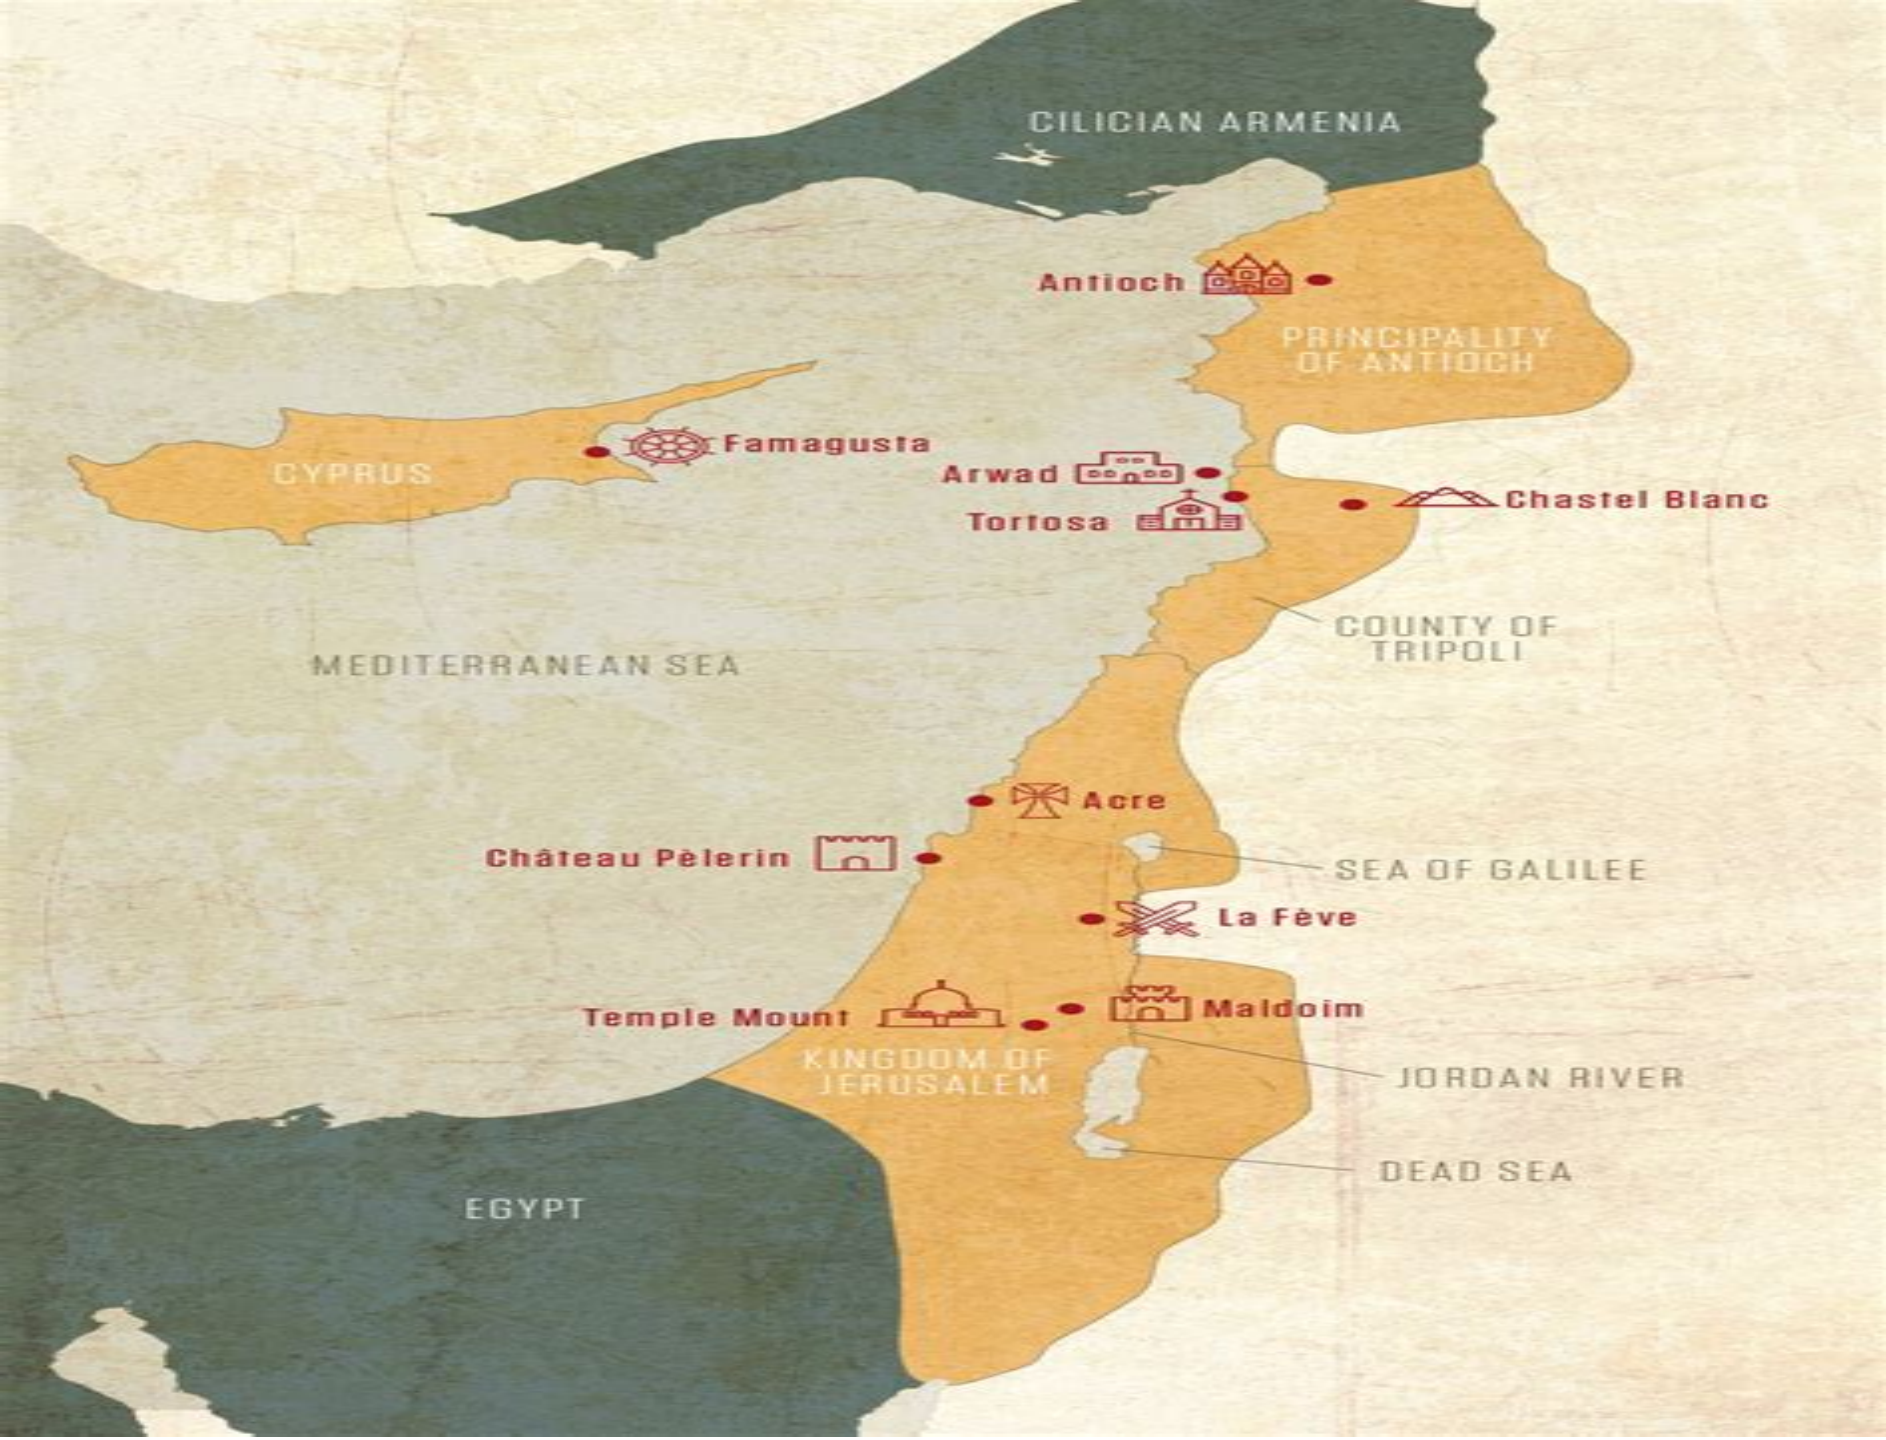 CILICIAN ARMENIA
Antioch
PRINCIPALITY
OF ANTIOCH
Famagusta
CYPRUS
Arwad
Chastel Blanc
Tortosa
COUNTY OF
TRIPOLI
MEDITERRANEAN SEA
Acre
Château Pèlerin
SEA OF GALILEE
La Fève
Maldoim
Temple Mount
KINGDOM OF
JERUSALEM
JORDAN RIVER
DEAD SEA
EGYPT